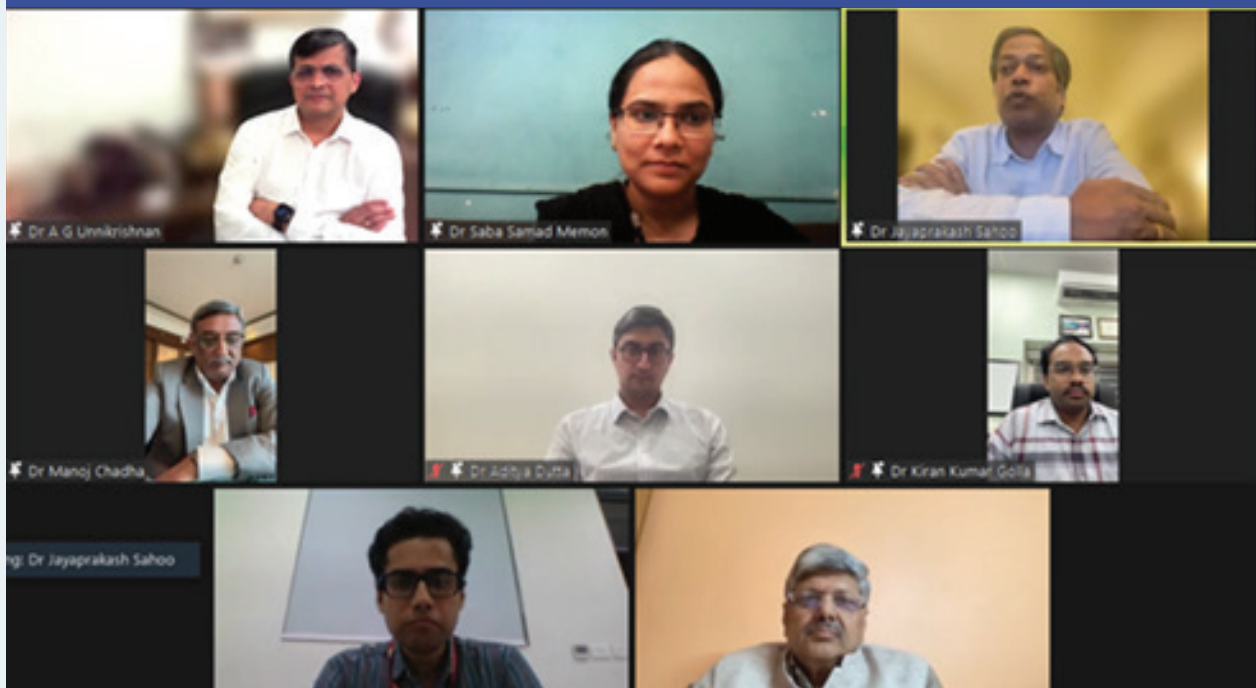 Dr A G Unnikrishnan
Dr Saba Samad Memon
Dr Jayaprakash Sahoo
Dr Manoj Chadha
Dr Aditya Dutta
Dr Kiran Kumar Golla
ng: Dr Jayaprakash Sahoo